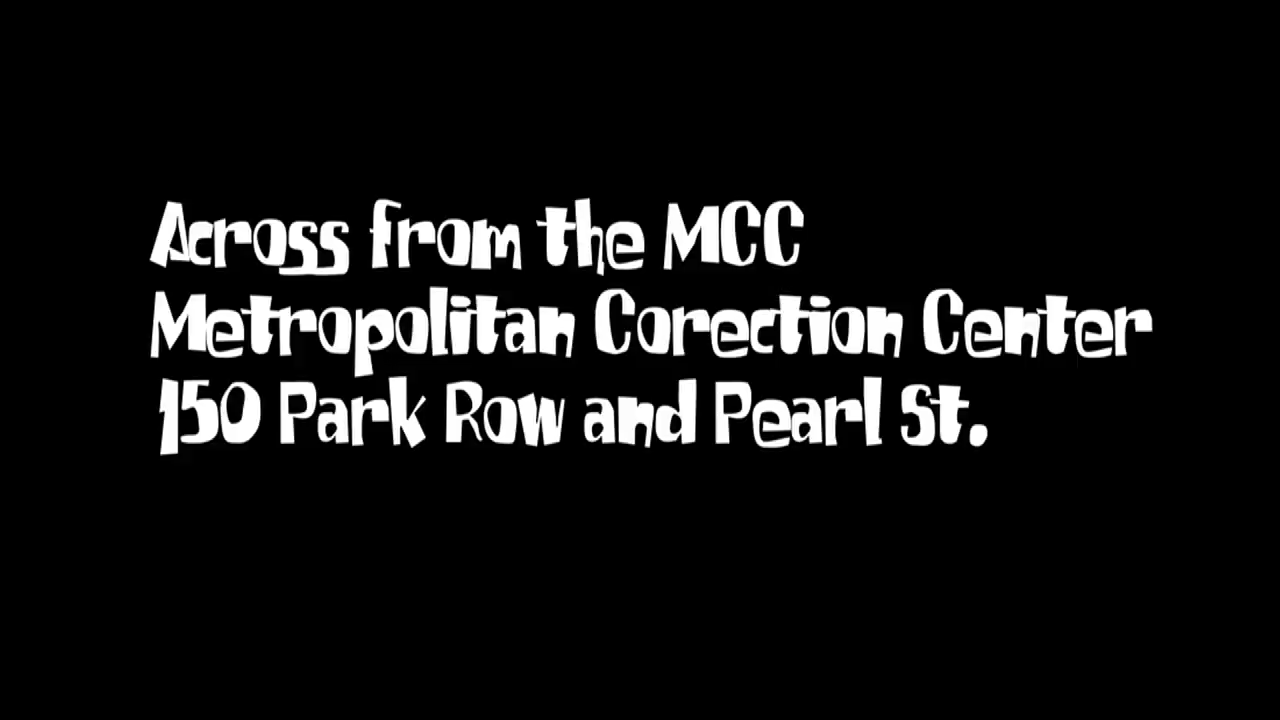 Across from the MCC
Metropolitan Corection Center
150 Park Row and Pearl St.